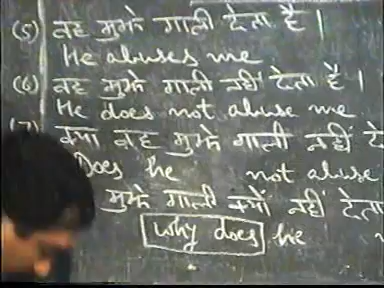 (5) वह मुझे गाली देता है ।
He abuses me
(6) वह मुझे गाली नहीं देता है ।
He does not abuse me
(7) क्या वह मुझे गाली नहीं दे
Does he not abuse
मुझे गाली क्यों नहीं देता
why does he